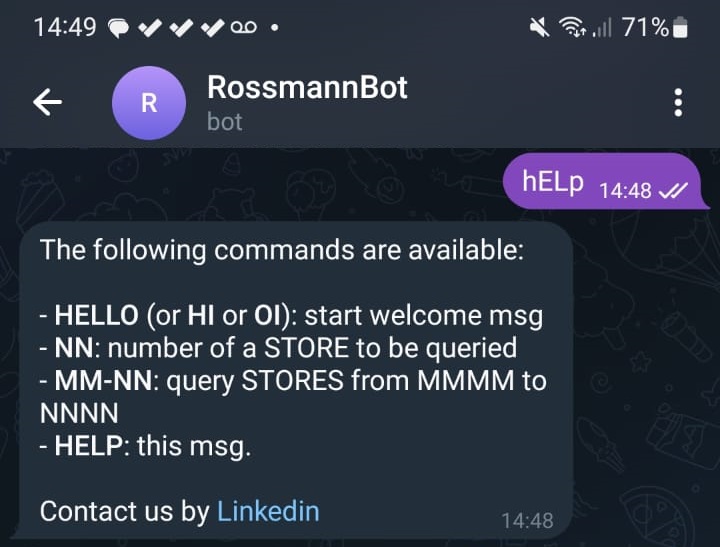 14:49 71%
RossmannBot
R
bot
hELp 14:48
The following commands are available:
- HELLO (or HI or OI): start welcome msg
- NN: number of a STORE to be queried
- MM-NN: query STORES from MMMM to
NNNN
- HELP: this msg.
Contact us by Linkedin
14:48